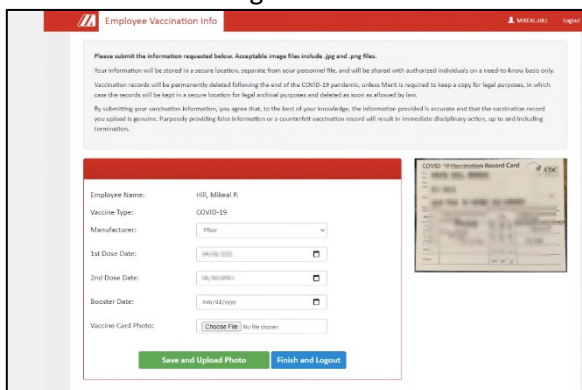 Employee Vaccination Info
MIKEAL.HILL Logout
Please submit the information requested below. Acceptable image files include .jpg and .png files.
Your information will be stored in a secure location, separate from your personnel file, and will be shared with authorized individuals on a need-to-know basis only.
Vaccination records will be permanently deleted following the end of the COVID-19 pandemic, unless Merit is required to keep a copy for legal purposes, in which
case the records will be kept in a secure location for legal archival purposes and deleted as soon as allowed by law.
By submitting your vaccination information, you agree that, to the best of your knowledge, the information provided is accurate and that the vaccination record
you upload is genuine. Purposely providing false information or a counterfeit vaccination record will result in immediate disciplinary action, up to and including
termination.
COVID-19 Vaccination Record Card
CDC
Employee Name: Hill, Mikeal P.
Vaccine Type: COVID-19
Manufacturer:
1st Dose Date:
2nd Dose Date:
Booster Date: mm/dd/yyyy
Vaccine Card Photo: Choose File No file chosen
Save and Upload Photo Finish and Logout